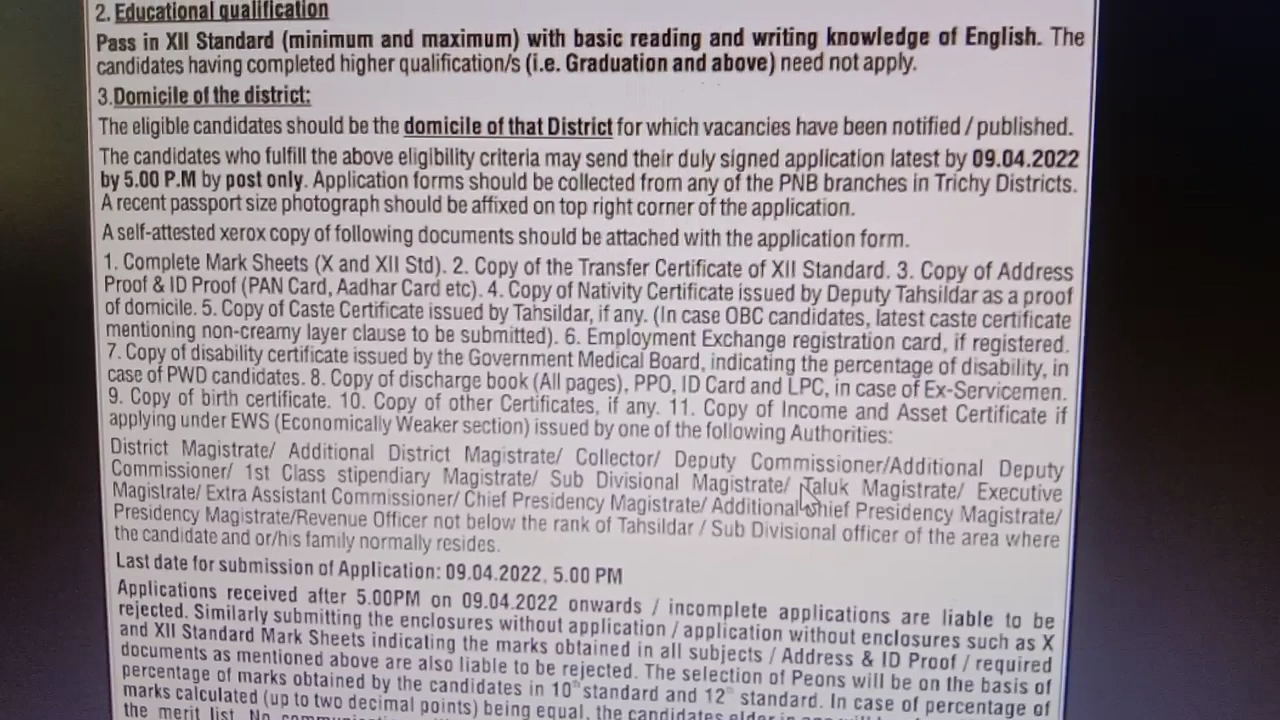 2. Educational qualification
Pass in XII Standard (minimum and maximum) with basic reading and writing knowledge of English. The
candidates having completed higher qualification/s (i.e. Graduation and above) need not apply.
3.Domicile of the district:
The eligible candidates should be the domicile of that District for which vacancies have been notified / published.
The candidates who fulfill the above eligibility criteria may send their duly signed application latest by 09.04.2022
by 5.00 P.M by post only. Application forms should be collected from any of the PNB branches in Trichy Districts.
A recent passport size photograph should be affixed on top right corner of the application.
A self-attested xerox copy of following documents should be attached with the application form.
1. Complete Mark Sheets (X and XII Std). 2. Copy of the Transfer Certificate of XII Standard. 3. Copy of Address
Proof & ID Proof (PAN Card, Aadhar Card etc). 4. Copy of Nativity Certificate issued by Deputy Tahsildar as a proof
of domicile. 5. Copy of Caste Certificate issued by Tahsildar, if any. (In case OBC candidates, latest caste certificate
mentioning non-creamy layer clause to be submitted). 6. Employment Exchange registration card, if registered.
7. Copy of disability certificate issued by the Government Medical Board, indicating the percentage of disability, in
case of PWD candidates. 8. Copy of discharge book (All pages), PPO, ID Card and LPC, in case of Ex-Servicemen.
9. Copy of birth certificate. 10. Copy of other Certificates, if any. 11. Copy of Income and Asset Certificate if
applying under EWS (Economically Weaker section) issued by one of the following Authorities:
District Magistrate/ Additional District Magistrate/ Collector/ Deputy Commissioner/Additional Deputy
Commissioner/ 1st Class stipendiary Magistrate/ Sub Divisional Magistrate/ Taluk Magistrate/ Executive
Magistrate/ Extra Assistant Commissioner/ Chief Presidency Magistrate/ Additional Chief Presidency Magistrate/
Presidency Magistrate/Revenue Officer not below the rank of Tahsildar / Sub Divisional officer of the area where
the candidate and or/his family normally resides.
Last date for submission of Application: 09.04.2022, 5.00 PM
Applications received after 5.00PM on 09.04.2022 onwards / incomplete applications are liable to be
rejected. Similarly submitting the enclosures without application / application without enclosures such as X
and XII Standard Mark Sheets indicating the marks obtained in all subjects / Address & ID Proof / required
documents as mentioned above are also liable to be rejected. The selection of Peons will be on the basis of
percentage of marks obtained by the candidates in 10th standard and 12th standard. In case of percentage of
marks calculated (up to two decimal points) being equal, the candidates elder in
the merit list. No